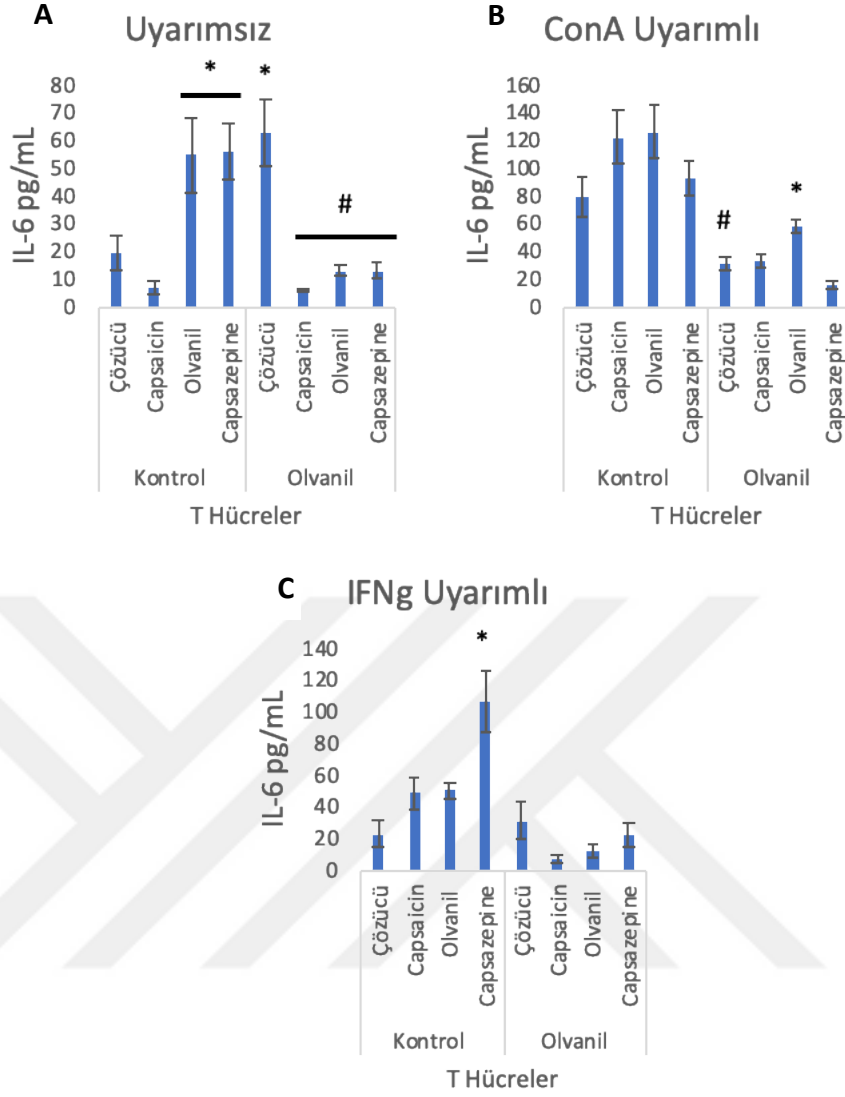 A
Uyarımsız
IL-6 pg/mL
80
70
60
50
40
30
20
10
0
*
*
#
Çözücü
Capsaicin
Olvanil
Capsazepine
Çözücü
Capsaicin
Olvanil
Capsazepine
Kontrol
Olvanil
T Hücreler
B
ConA Uyarımlı
IL-6 pg/mL
160
140
120
100
80
60
40
20
0
#
*
Çözücü
Capsaicin
Olvanil
Capsazepine
Çözücü
Capsaicin
Olvanil
Capsazepine
Kontrol
Olvanil
T Hücreler
C
IFNg Uyarımlı
IL-6 pg/mL
140
120
100
80
60
40
20
0
*
Çözücü
Capsaicin
Olvanil
Capsazepine
Çözücü
Capsaicin
Olvanil
Capsazepine
Kontrol
Olvanil
T Hücreler